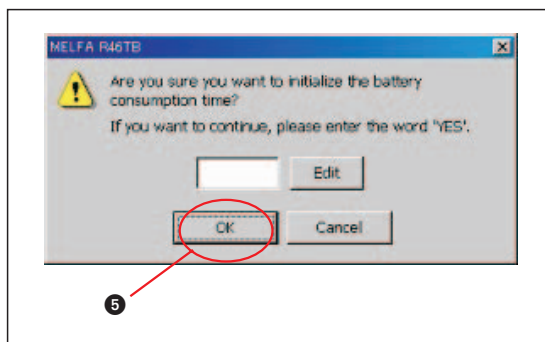 MELFA R46TB
Are you sure you want to initialize the battery
consumption time?
If you want to continue, please enter the word 'YES'.
Edit
OK
Cancel
5